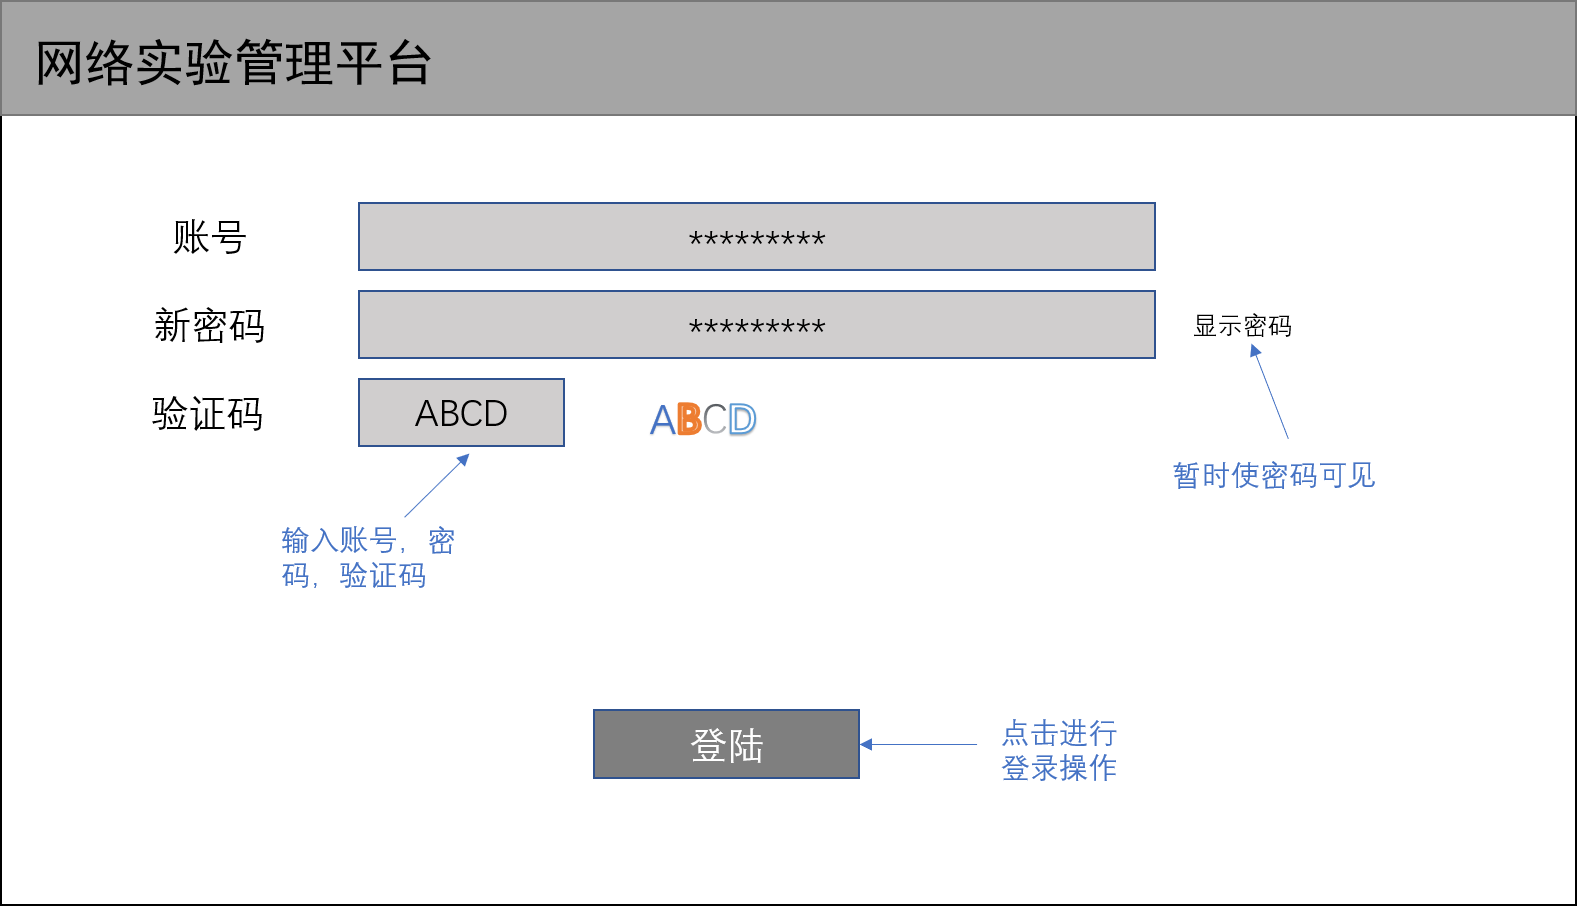 网络实验管理平台
账号
*********
新密码
*********
显示密码
验证码
ABCD
ABCD
暂时使密码可见
输入账号，密
码，验证码
登陆
点击进行
登录操作